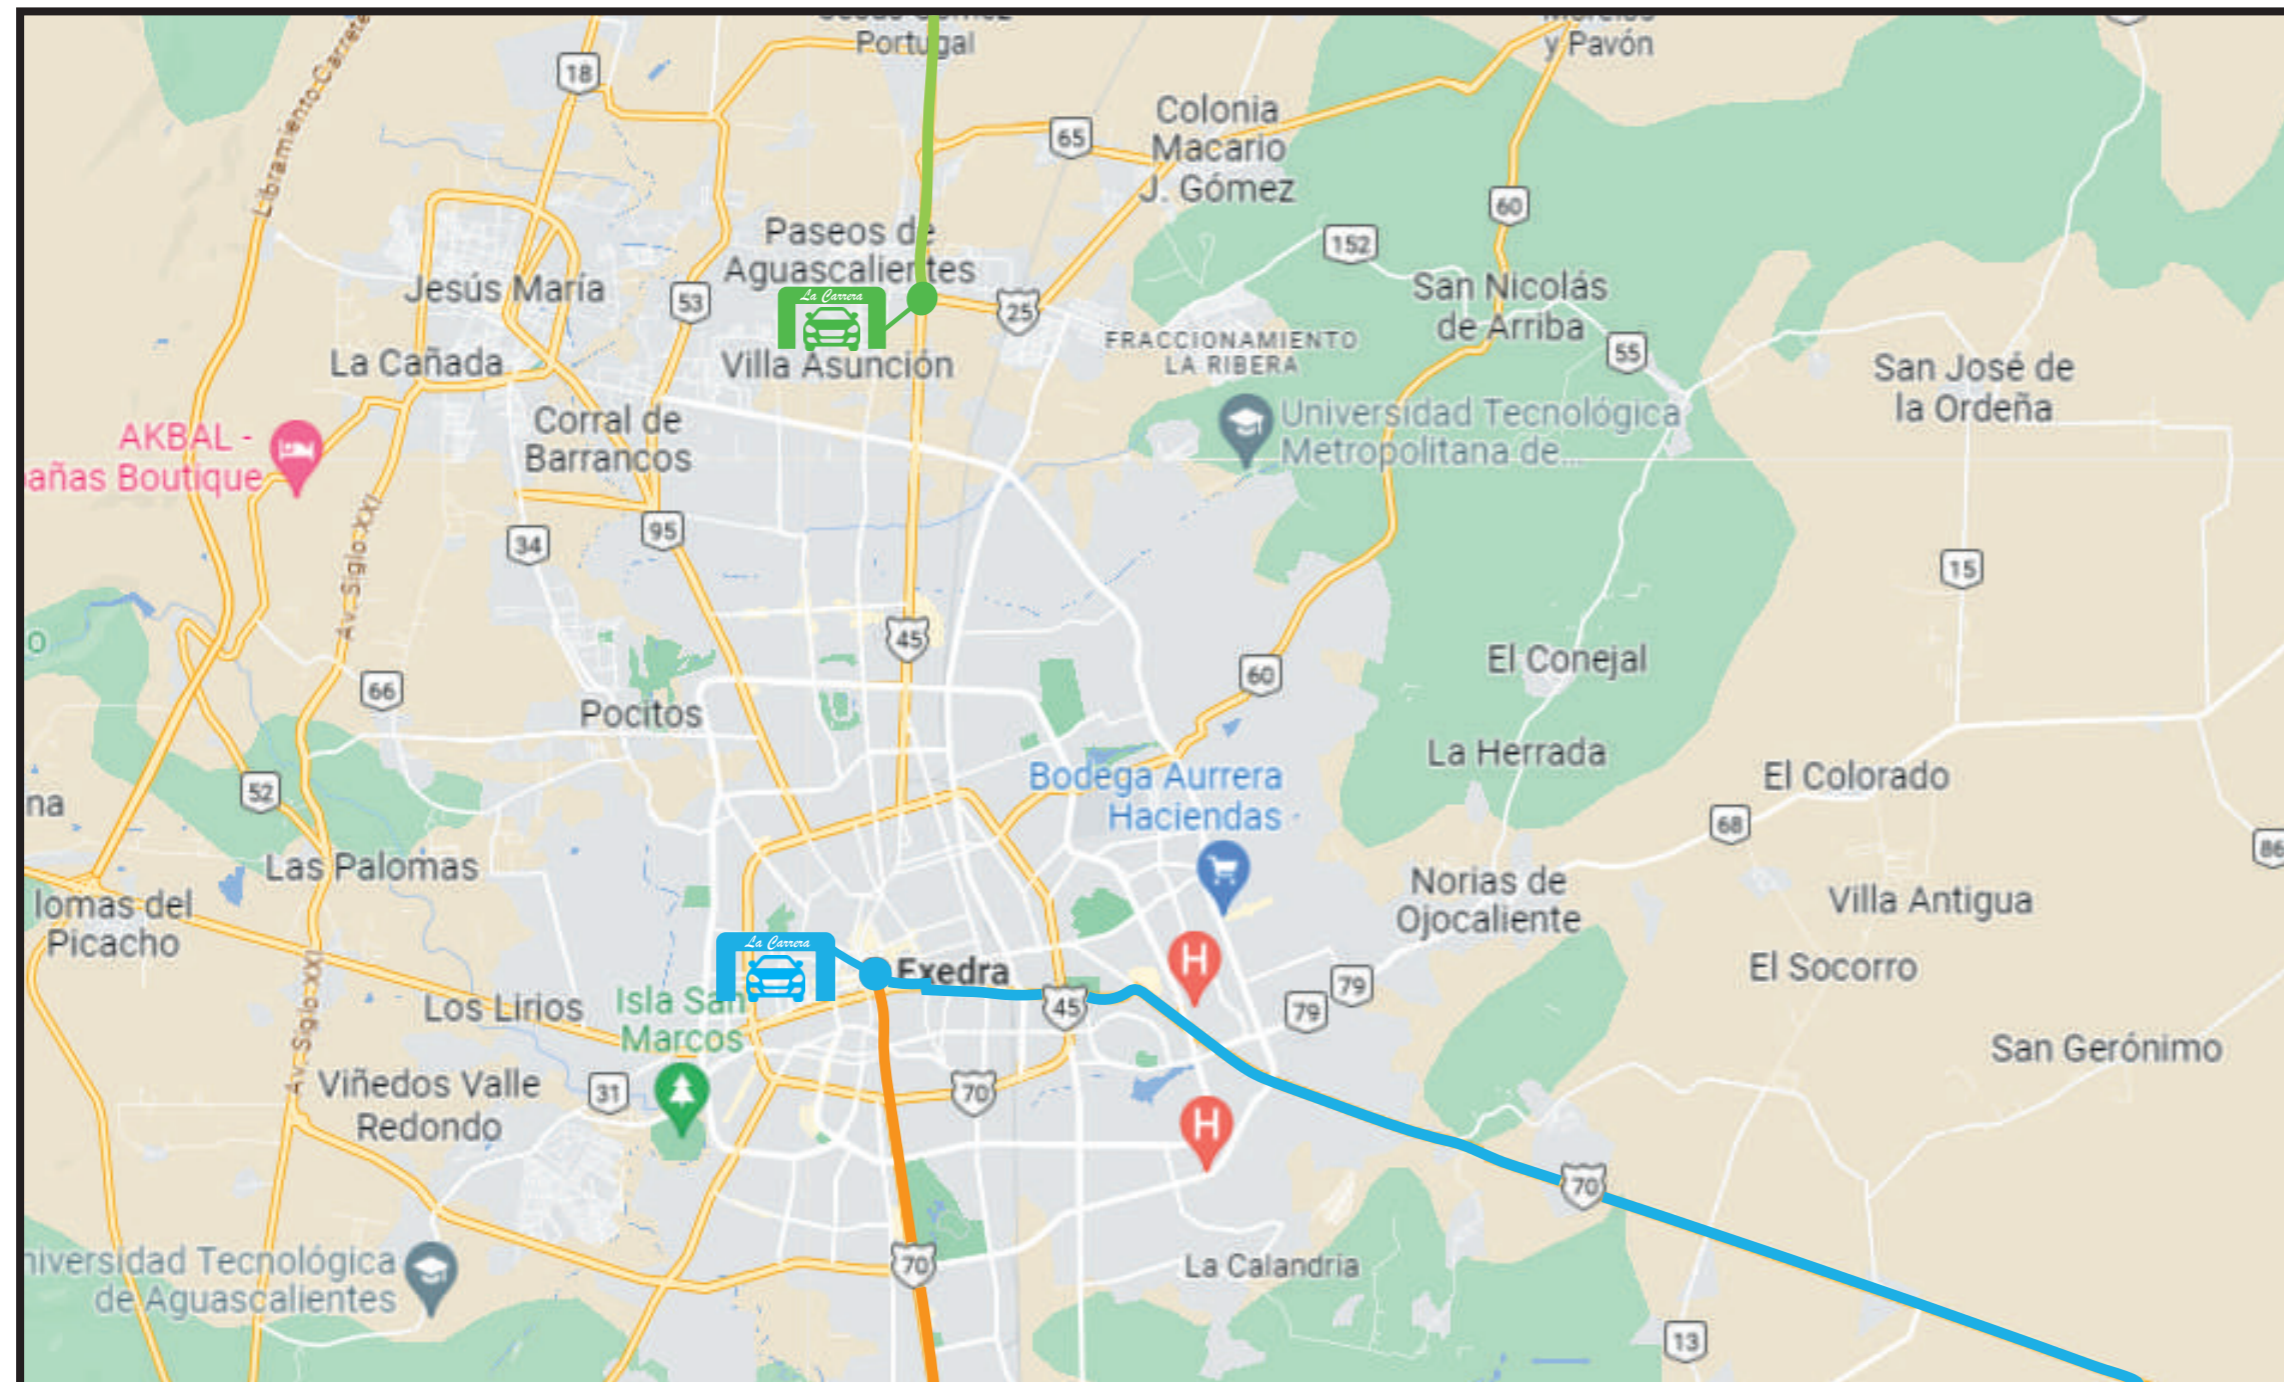 Portugal
y Pavón
18
Libramiento Carrete
65
Colonia
Macario
J. Gómez
60
152
Paseos de
Aguascalientes
Jesús María
53
La Carrera
25
San Nicolás
de Arriba
55
FRACCIONAMIENTO
LA RIBERA
La Cañada
Villa Asunción
San José de
la Ordeña
Corral de
Barrancos
Universidad Tecnológica
Metropolitana de...
AKBAL -
añas Boutique
34
95
Av. Siglo XXI
15
45
o
El Conejal
60
66
Pocitos
La Herrada
Bodega Aurrera
Haciendas
El Colorado
52
na
68
86
Las Palomas
Norias de
Ojocaliente
Villa Antigua
lomas del
Picacho
La Carrera
Exedra
H
El Socorro
79
79
45
Los Lirios
Isla San
Marcos
Av. Siglo XXI
San Gerónimo
Viñedos Valle
Redondo
31
70
H
70
niversidad Tecnológica
de Aguascalientes
70
La Calandria
13